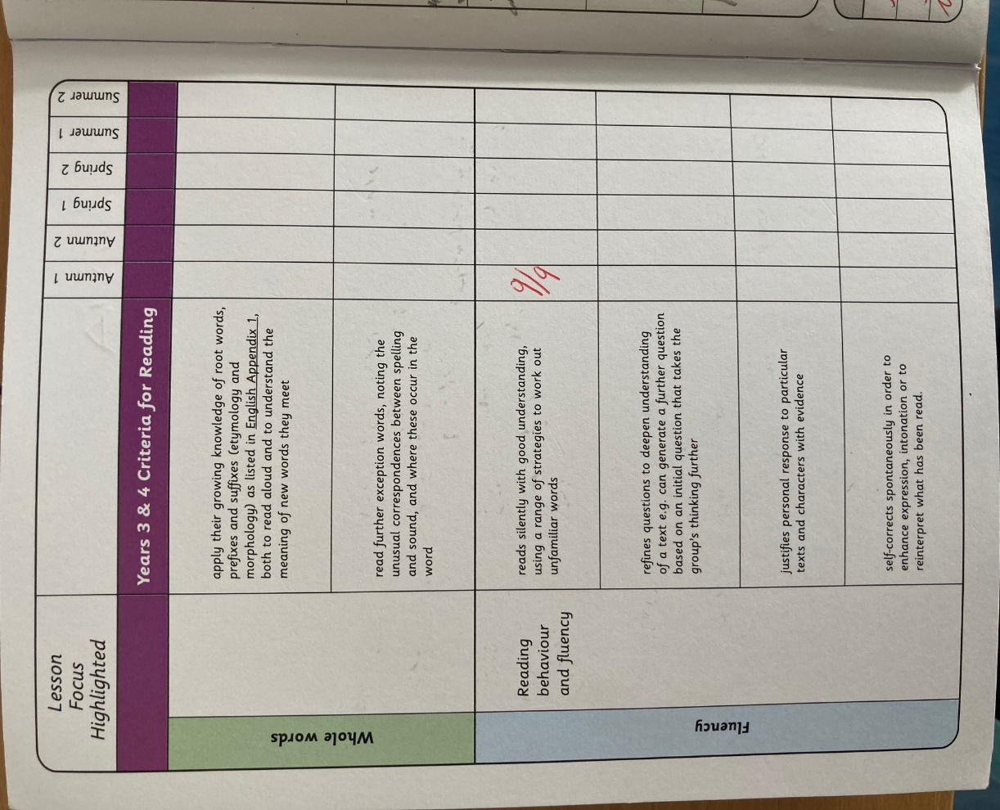 Lesson
Focus
Highlighted
Autumn 1
Autumn 2
Spring 1
Spring 2
Summer 1
Summer 2
Years 3 & 4 Criteria for Reading
Whole words
apply their growing knowledge of root words,
prefixes and suffixes (etymology and
morphology) as listed in English Appendix 1,
both to read aloud and to understand the
meaning of new words they meet
read further exception words, noting the
unusual correspondences between spelling
and sound, and where these occur in the
word
Fluency
Reading
behaviour
and fluency
reads silently with good understanding,
using a range of strategies to work out
unfamiliar words
9/9
refines questions to deepen understanding
of a text e.g. can generate a further question
based on an initial question that takes the
group's thinking further
justifies personal response to particular
texts and characters with evidence
self-corrects spontaneously in order to
enhance expression, intonation or to
reinterpret what has been read.